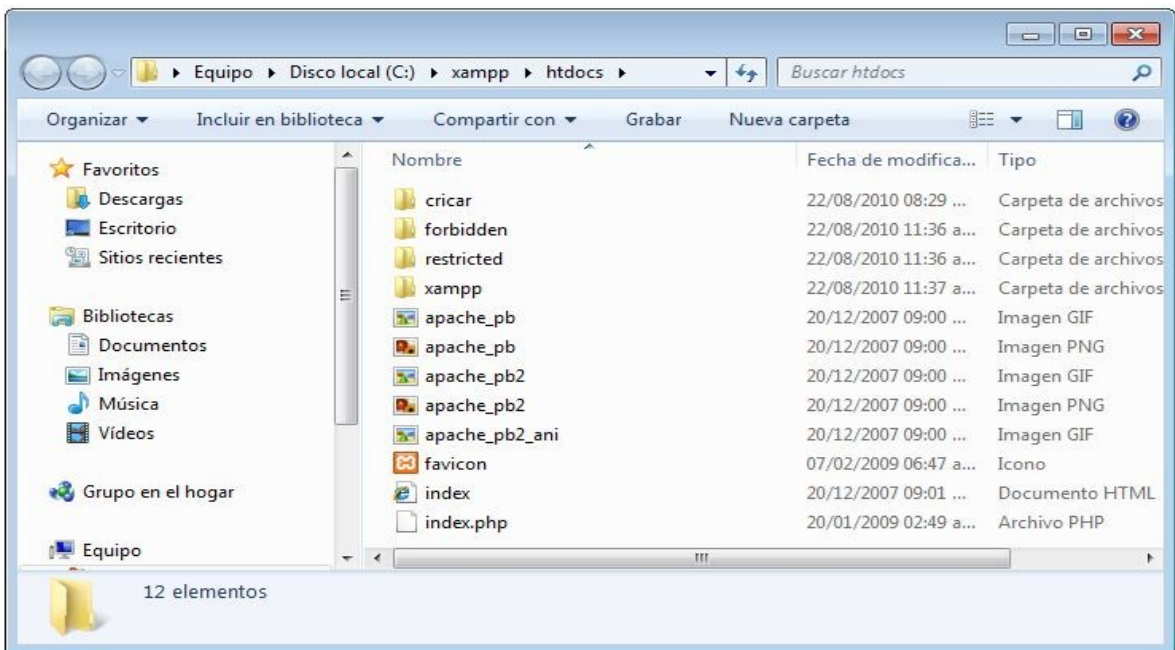 Equipo Disco local (C:) xampp htdocs Buscar htdocs
Organizar Incluir en biblioteca Compartir con Grabar Nueva carpeta
Favoritos
Descargas
Escritorio
Sitios recientes
Bibliotecas
Documentos
Imágenes
Música
Vídeos
Grupo en el hogar
Equipo
Nombre Fecha de modifica... Tipo
cricar 22/08/2010 08:29 ... Carpeta de archivos
forbidden 22/08/2010 11:36 a... Carpeta de archivos
restricted 22/08/2010 11:36 a... Carpeta de archivos
xampp 22/08/2010 11:37 a... Carpeta de archivos
apache_pb 20/12/2007 09:00 ... Imagen GIF
apache_pb 20/12/2007 09:00 ... Imagen PNG
apache_pb2 20/12/2007 09:00 ... Imagen GIF
apache_pb2 20/12/2007 09:00 ... Imagen PNG
apache_pb2_ani 20/12/2007 09:00 ... Imagen GIF
favicon 07/02/2009 06:47 a... Icono
index 20/12/2007 09:01 ... Documento HTML
index.php 20/01/2009 02:49 a... Archivo PHP
12 elementos